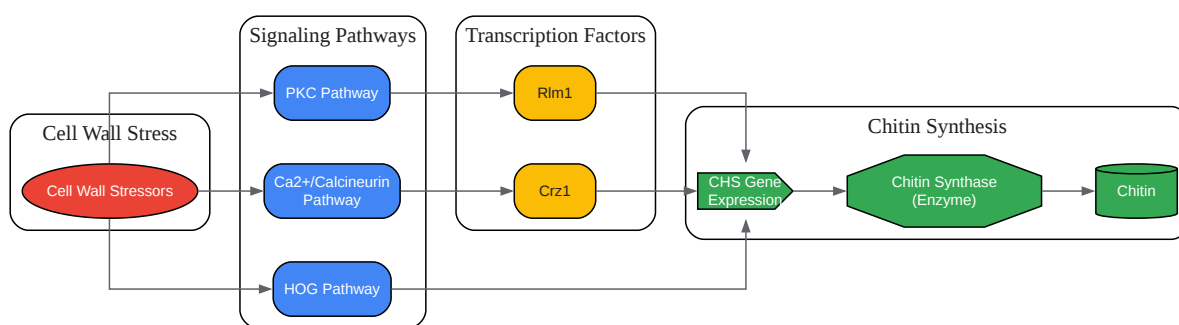 Signaling Pathways
Transcription Factors
PKC Pathway
Rlm1
Cell Wall Stress
Chitin Synthesis
Cell Wall Stressors
Ca2+/Calcineurin
Pathway
Crz1
CHS Gene
Expression
Chitin Synthase
(Enzyme)
Chitin
HOG Pathway